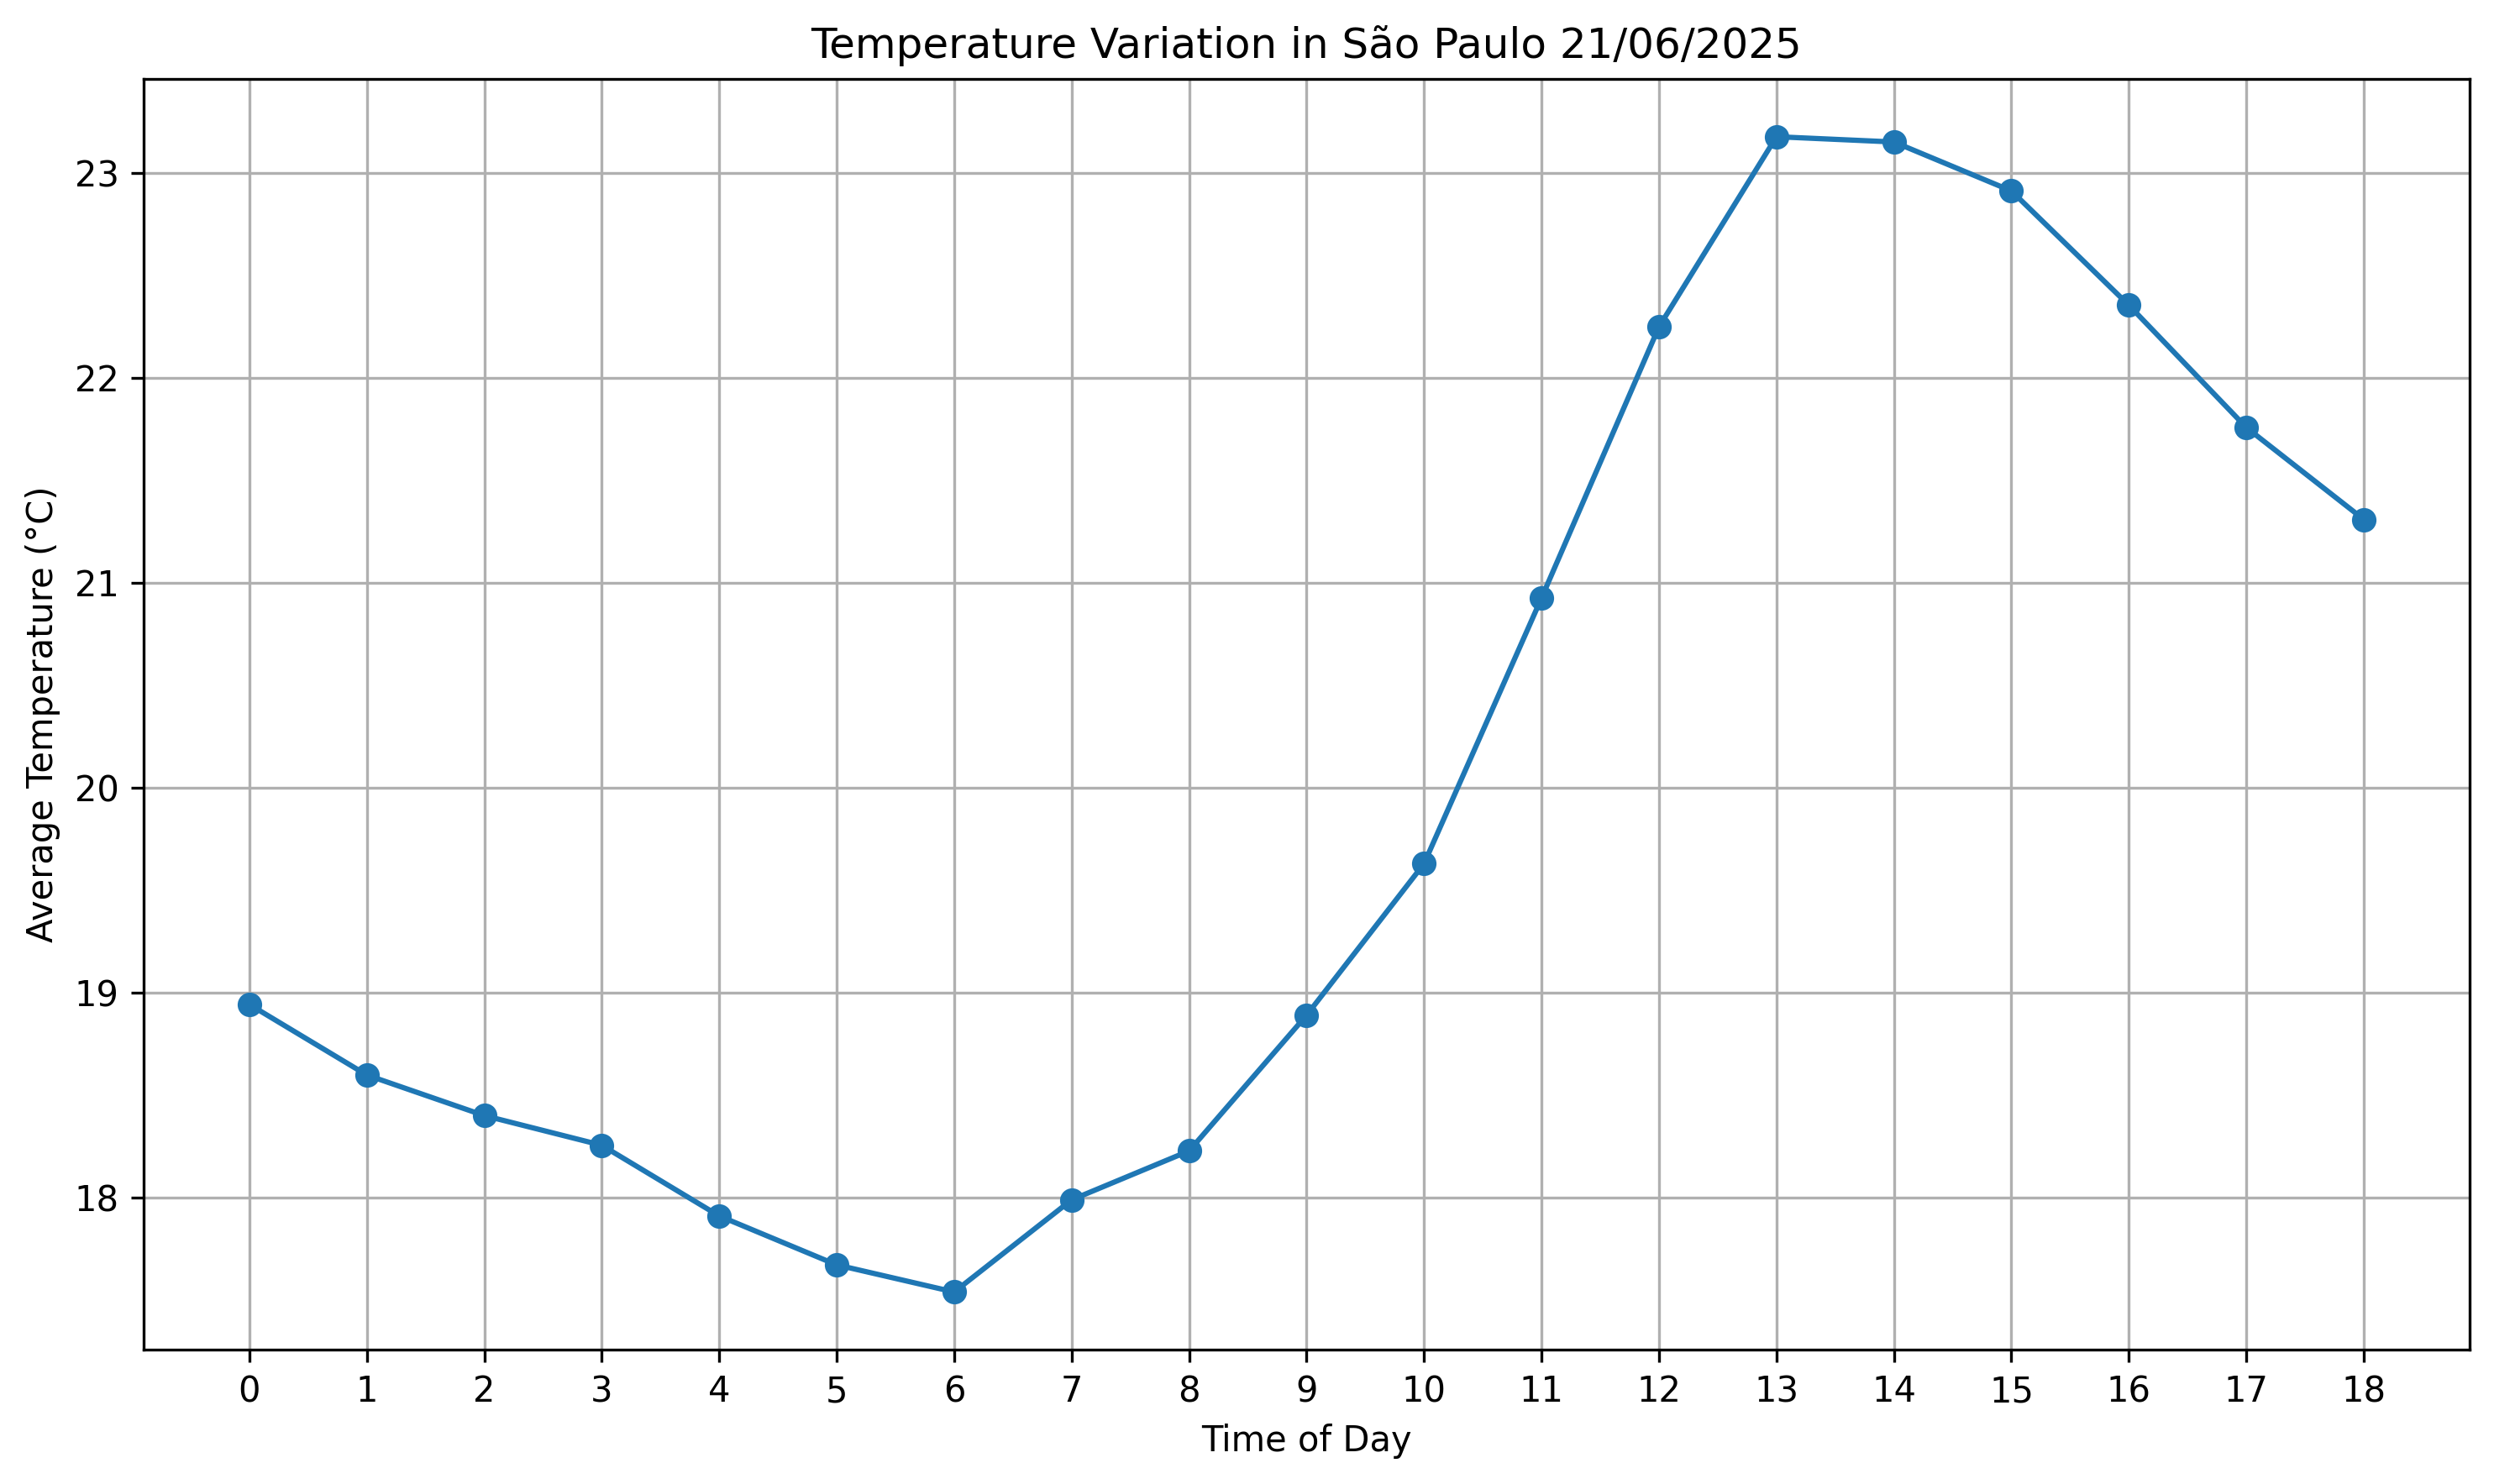 Temperature Variation in São Paulo 21/06/2025
Average Temperature (°C)
23
22
21
20
19
18
0 1 2 3 4 5 6 7 8 9 10 11 12 13 14 15 16 17 18
Time of Day